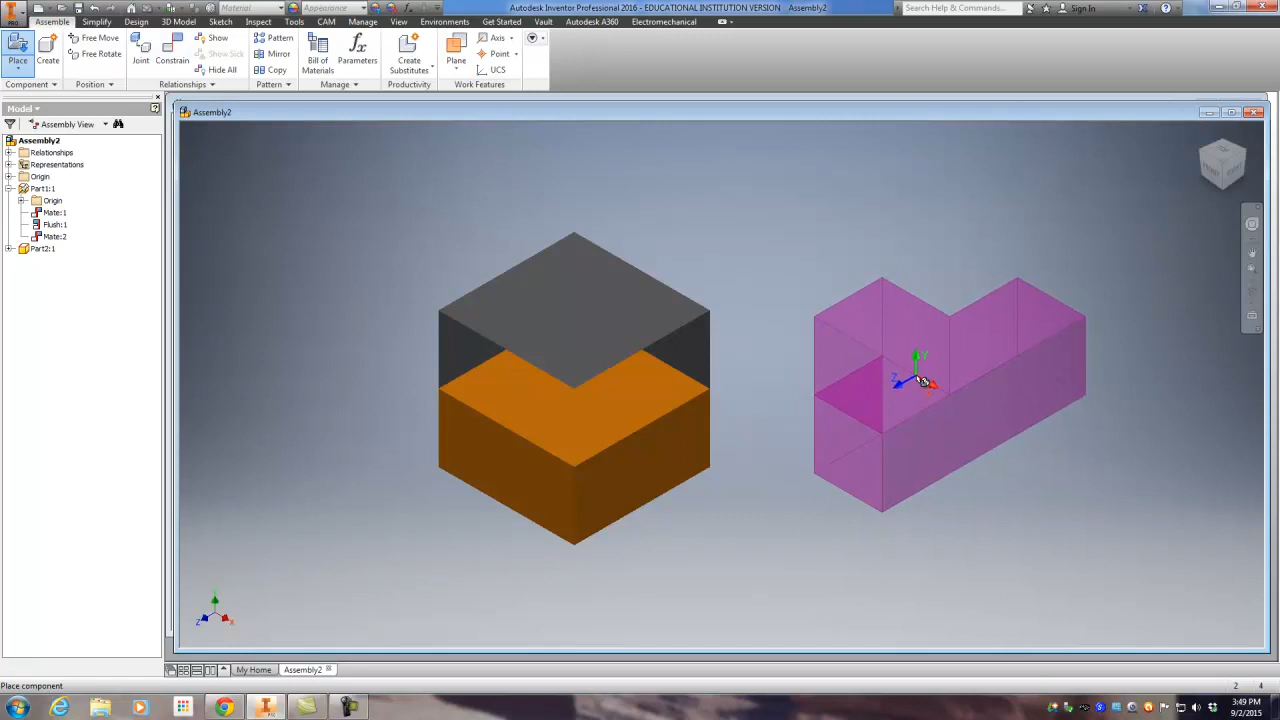 Autodesk Inventor Professional 2016 - EDUCATIONAL INSTITUTION VERSION Assembly2
Material
Appearance
Search Help & Commands...
Sign In
PRO
Assemble Simplify Design 3D Model Sketch Inspect Tools CAM Manage View Environments Get Started Vault Autodesk A360 Electromechanical
Place
Create
Free Move
Free Rotate
Joint
Constrain
Show
Show Sick
Hide All
Pattern
Mirror
Copy
Bill of
Materials
fx
Parameters
Create
Substitutes
Plane
Axis
Point
UCS
Component Position Relationships Pattern Manage Productivity Work Features
Model
Assembly View
Assembly2
Relationships
Representations
Origin
Part1:1
Origin
Mate:1
Flush:1
Mate:2
Part2:1
Assembly2
Y
Z
Z
X
My Home
Assembly2
Place component
2 4
3:49 PM
9/2/2015